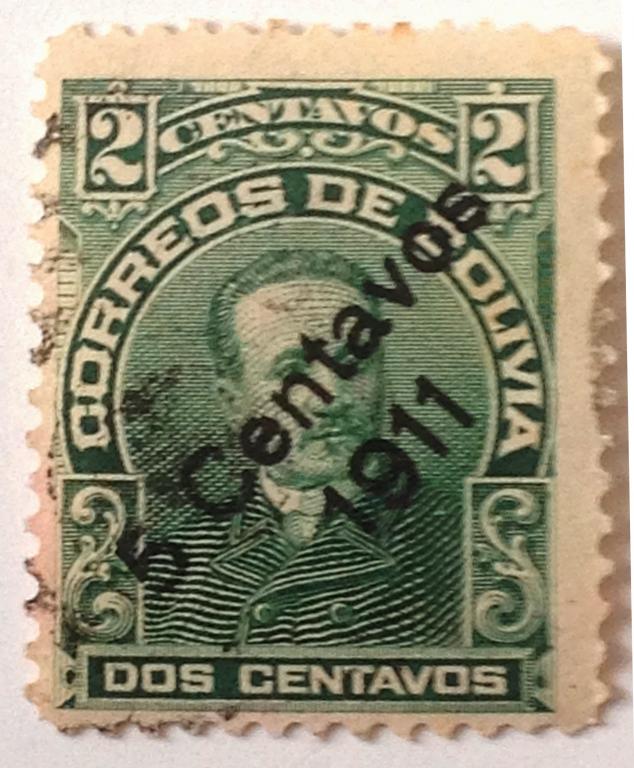 2 CENTAVOS 2
CORREOS DE BOLIVIA
5 Centavos
1911
DOS CENTAVOS